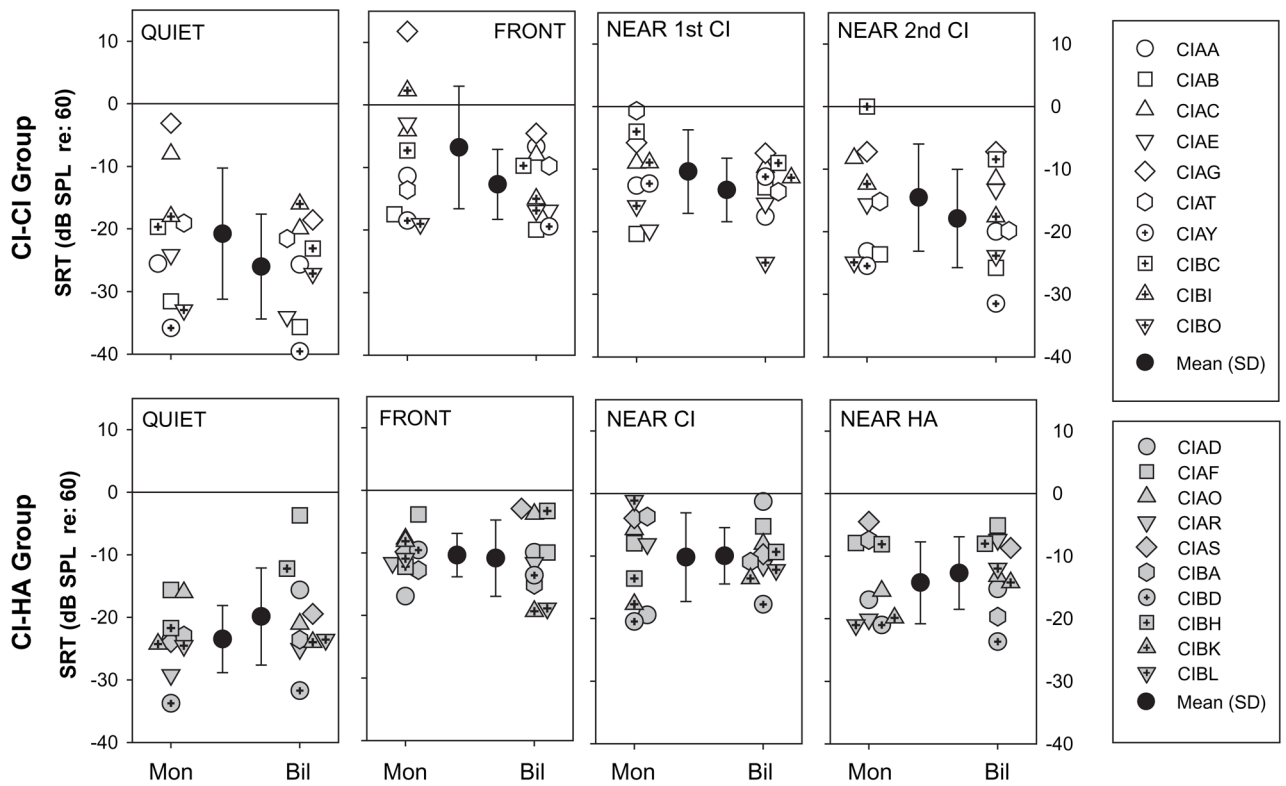 CI-CI Group
SRT (dB SPL re: 60)
QUIET
FRONT
NEAR 1st CI
NEAR 2nd CI
10
0
-10
-20
-30
-40
10
0
-10
-20
-30
-40
CIAA
CIAB
CIAC
CIAE
CIAG
CIAT
CIAY
CIBC
CIBI
CIBO
Mean (SD)
CI-HA Group
SRT (dB SPL re: 60)
QUIET
FRONT
NEAR CI
NEAR HA
10
0
-10
-20
-30
-40
10
0
-10
-20
-30
-40
CIAD
CIAF
CIAO
CIAR
CIAS
CIBA
CIBD
CIBH
CIBK
CIBL
Mean (SD)
Mon Bil Mon Bil Mon Bil Mon Bil